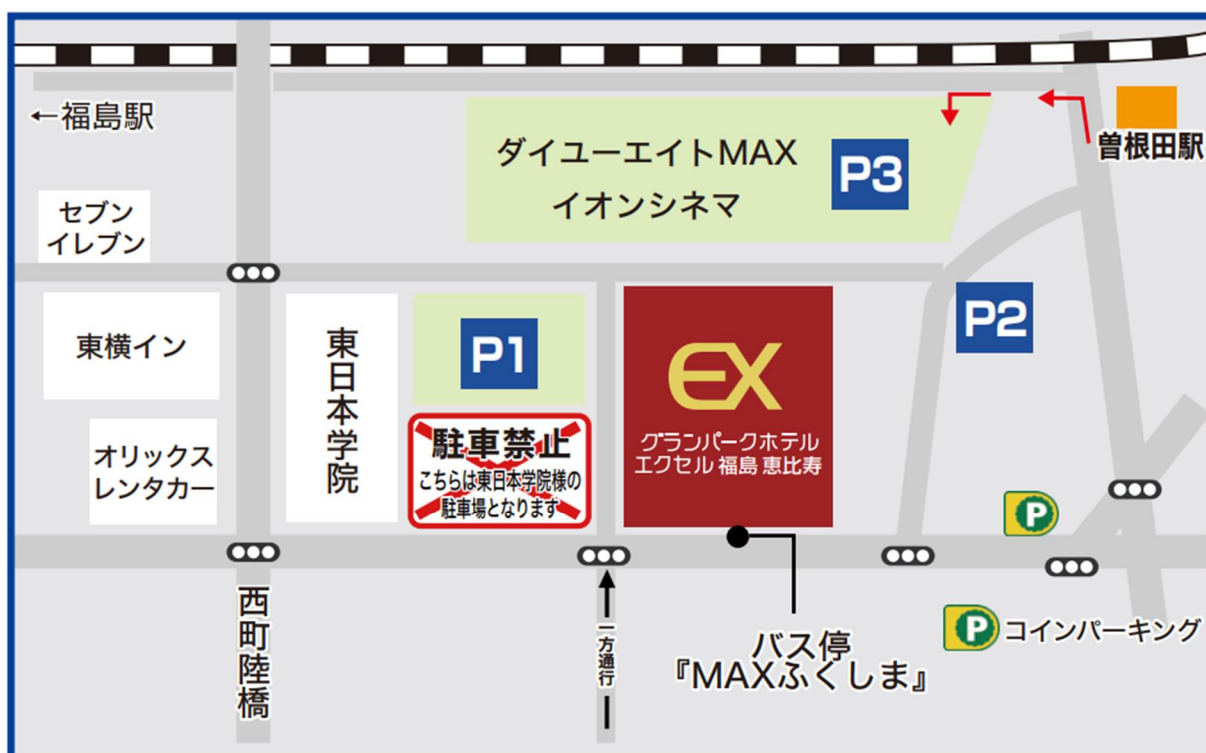 ←福島駅
曽根田駅
ダイユーエイトMAX
イオンシネマ
P3
セブン
イレブン
東横イン
オリックス
レンタカー
東日本学院
P1
駐車禁止
こちらは東日本学院様の
駐車場となります
EX
グランパークホテル
エクセル 福島 恵比寿
P2
P
P コインパーキング
西町陸橋
一方通行
バス停
『MAXふくしま』